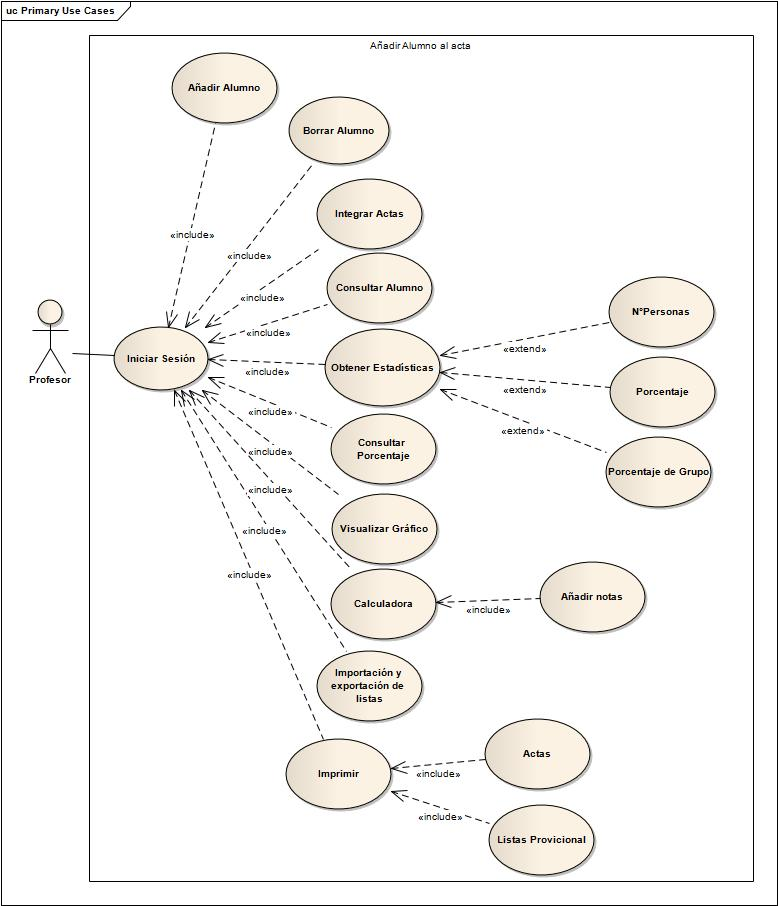 uc Primary Use Cases
Añadir Alumno al acta
Añadir Alumno
Borrar Alumno
«include»
Integrar Actas
«include»
Consultar Alumno
«include»
NºPersonas
«include»
Profesor
Iniciar Sesión
Obtener Estadísticas
«include»
«extend»
Porcentaje
«extend»
«include»
Consultar
Porcentaje
«extend»
Porcentaje de Grupo
«include»
Visualizar Gráfico
«include»
Calculadora
«include»
Añadir notas
«include»
Importación y
exportación de
listas
«include»
Imprimir
Actas
«include»
Listas Provicional
«include»